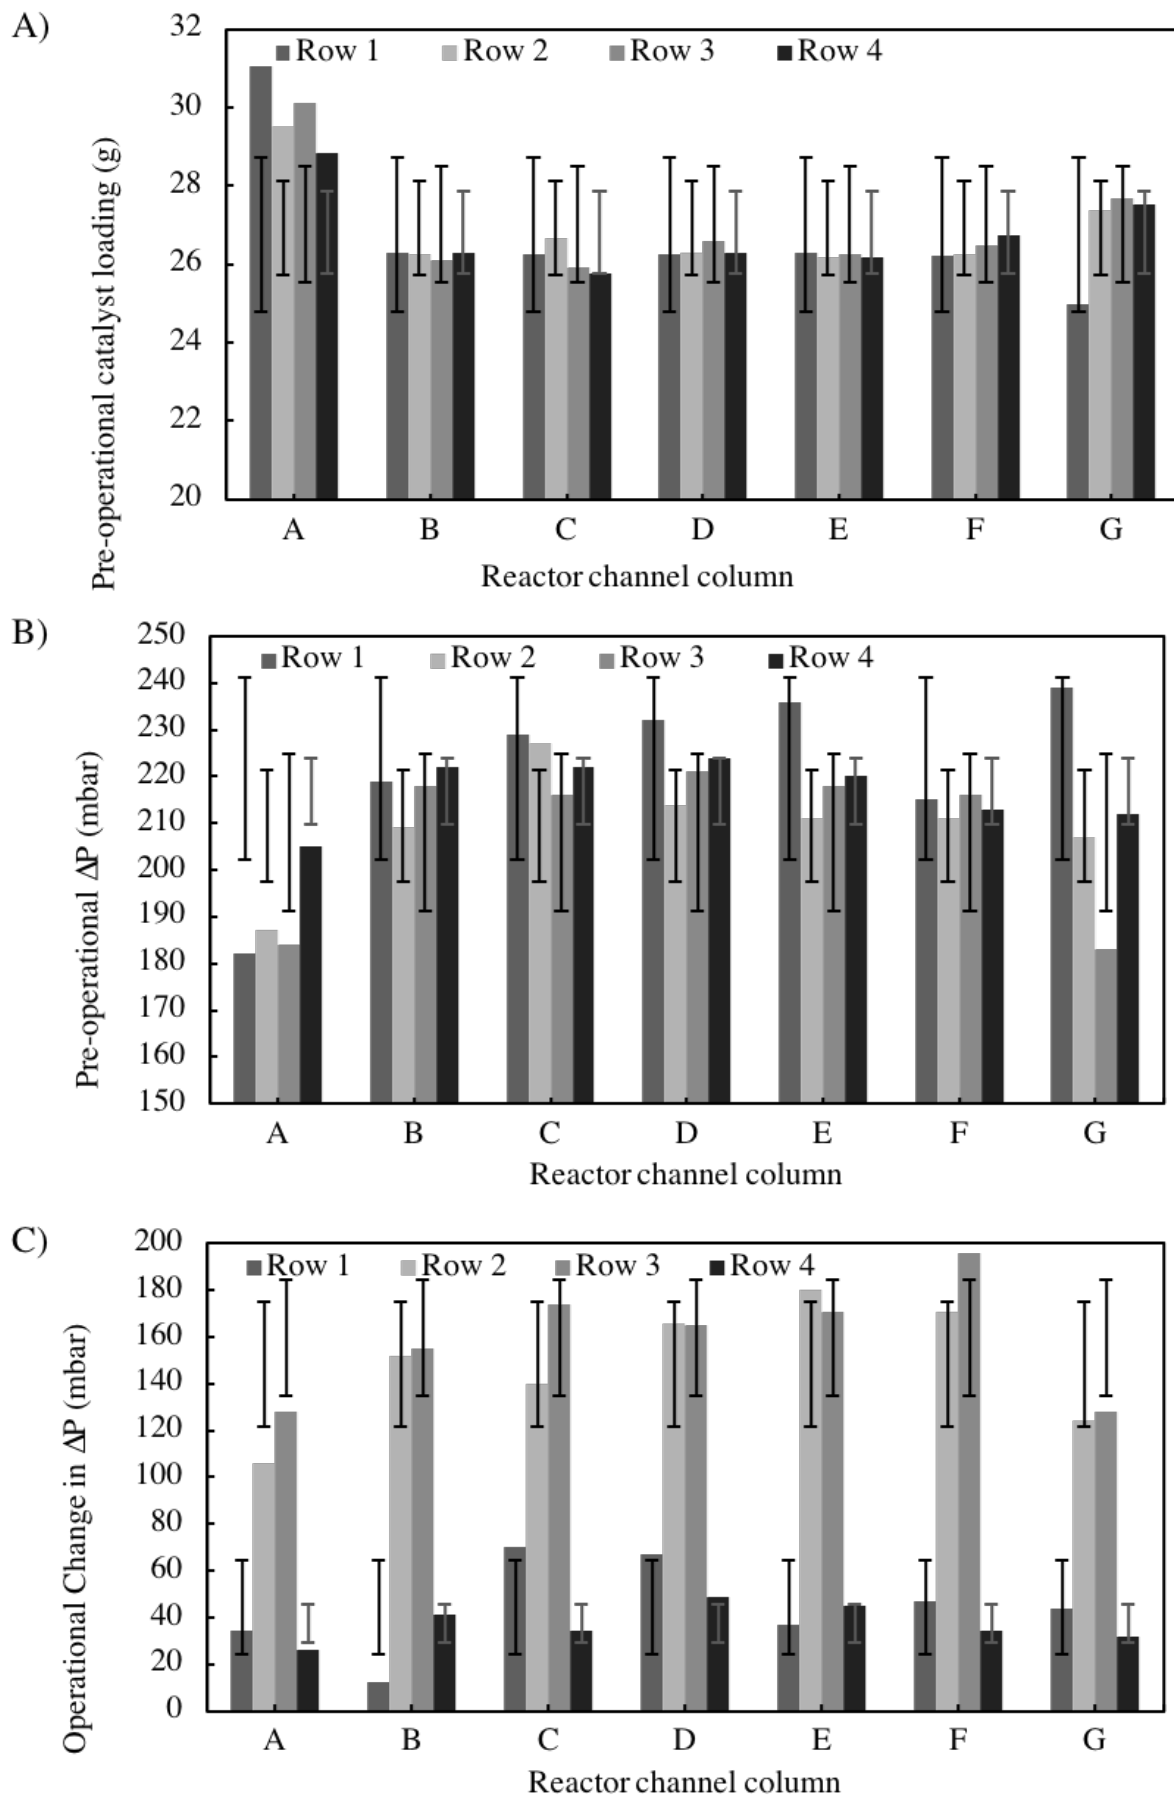 A)
Pre-operational catalyst loading (g)
32
30
28
26
24
22
20
Row 1 Row 2 Row 3 Row 4
A B C D E F G
Reactor channel column
B)
Pre-operational ΔP (mbar)
250
240
230
220
210
200
190
180
170
160
150
Row 1 Row 2 Row 3 Row 4
A B C D E F G
Reactor channel column
C)
Operational Change in ΔP (mbar)
200
180
160
140
120
100
80
60
40
20
0
Row 1 Row 2 Row 3 Row 4
A B C D E F G
Reactor channel column